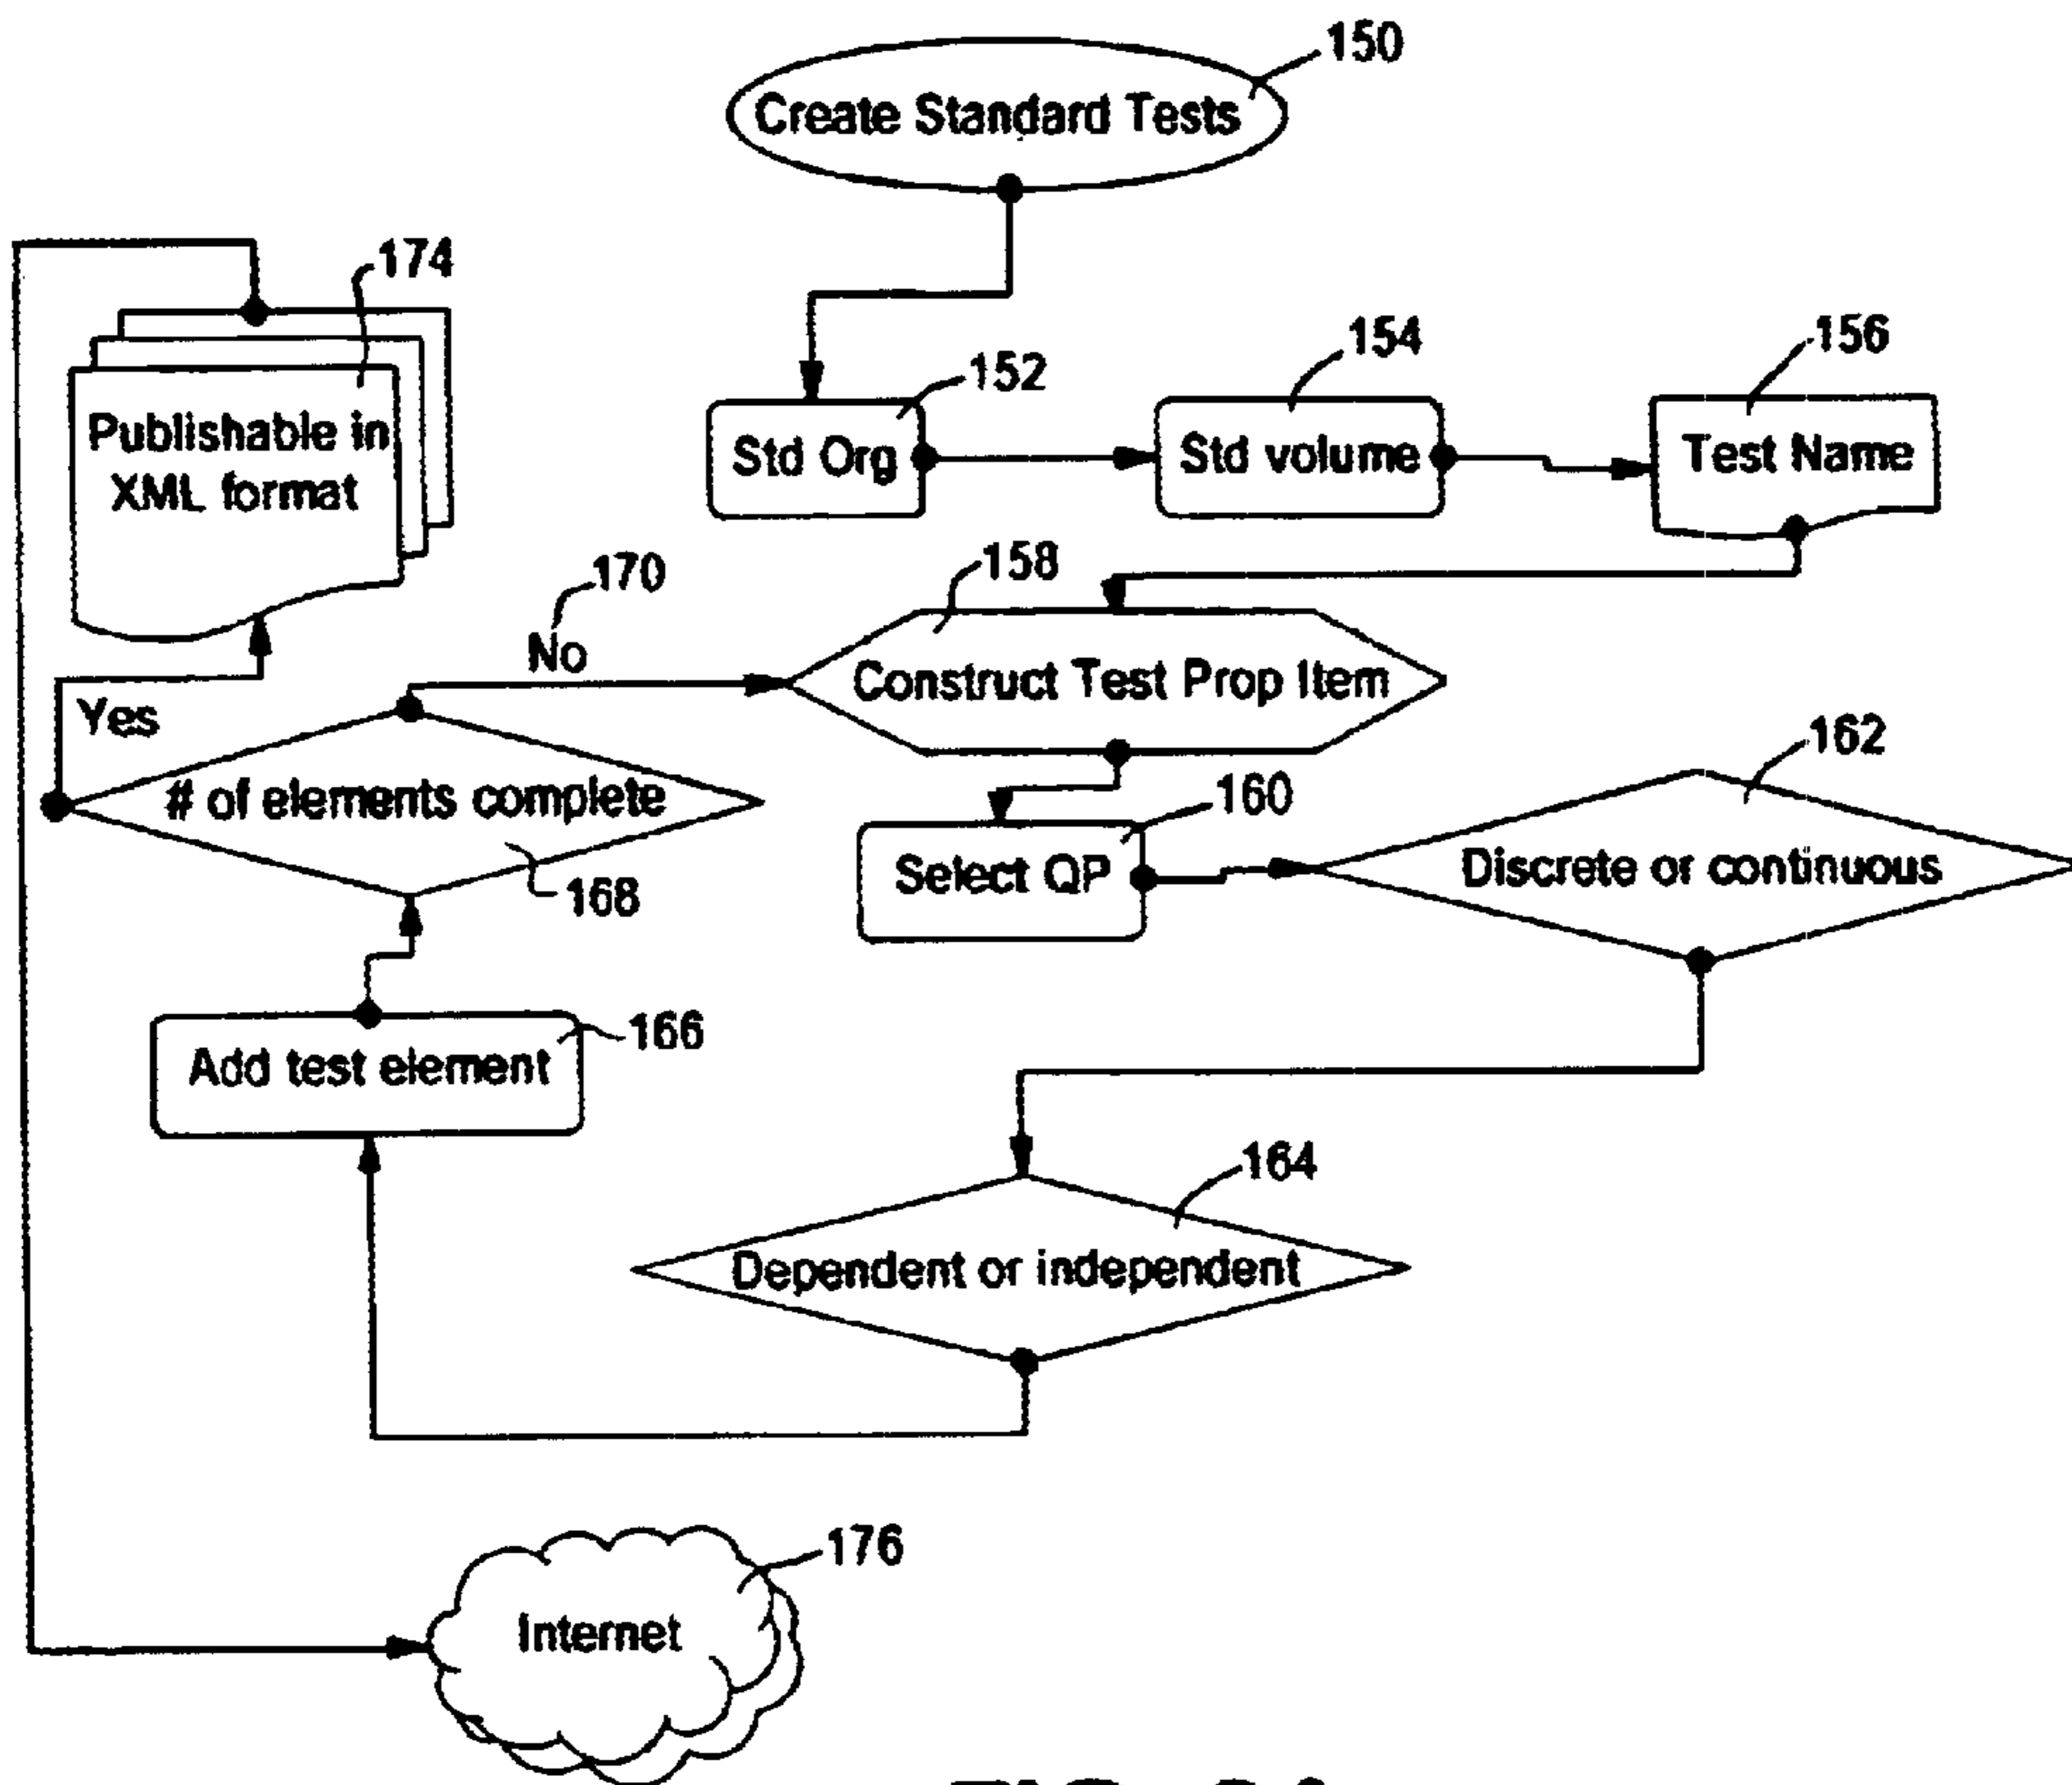 150
Create Standard Tests
174
Publishable in
XML format
152
Std Org
154
Std volume
156
Test Name
170
No
158
Construct Test Prop Item
Yes
# of elements complete
168
160
Select QP
162
Discrete or continuous
166
Add test element
164
Dependent or independent
176
Internet